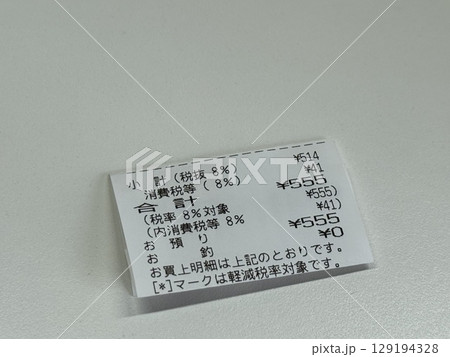 小　計（税抜 8%）　¥514
消費税等（ 8%）　¥41
合　計　¥555
（税率 8%対象　¥555）
（内消費税等 8%　¥41）
お　預　り　¥555
お　　　釣　¥0
お買上明細は上記のとおりです。
[*]マークは軽減税率対象です。
PIXTA
129194328